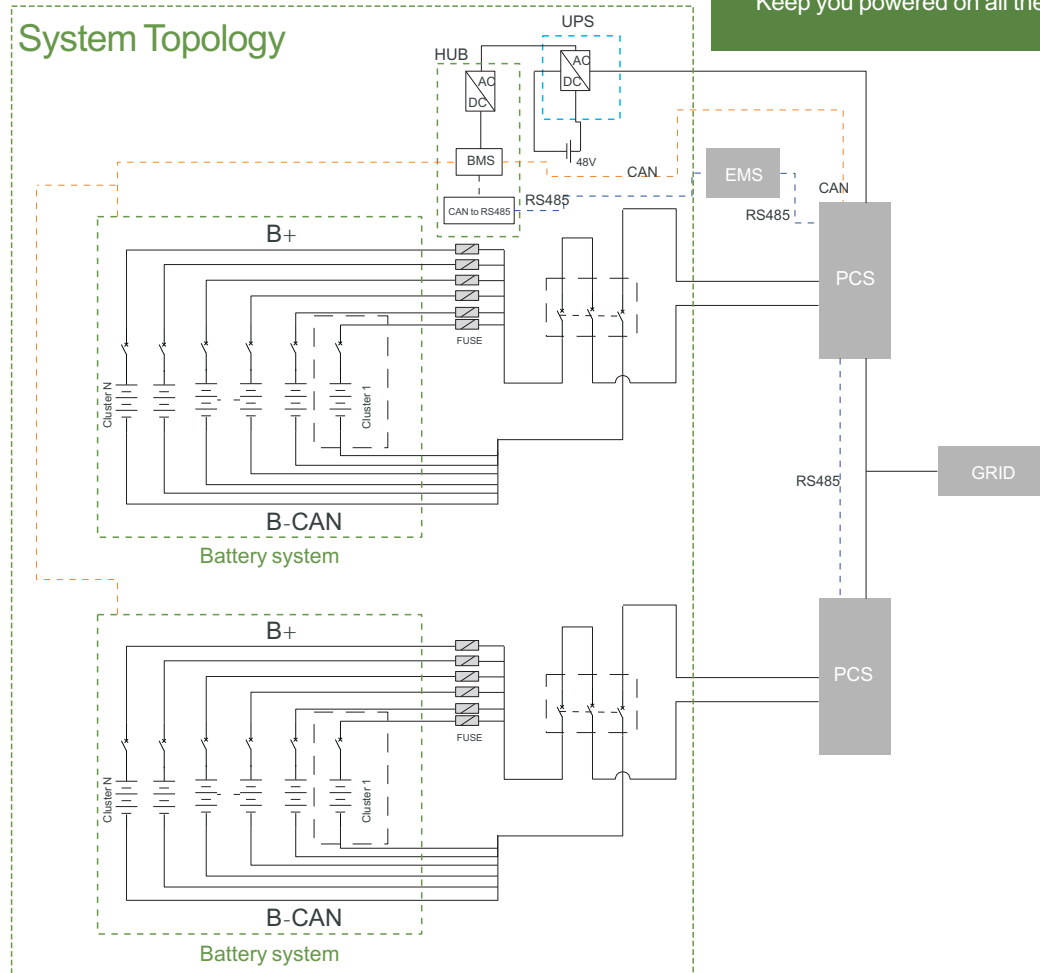 Keep you powered on all the
System Topology
UPS
HUB
AC
DC
AC
DC
BMS
48V
CAN
EMS
CAN
CAN to RS485
RS485
RS485
B+
PCS
FUSE
Cluster N
Cluster 1
GRID
RS485
B-CAN
Battery system
B+
PCS
FUSE
Cluster N
Cluster 1
B-CAN
Battery system